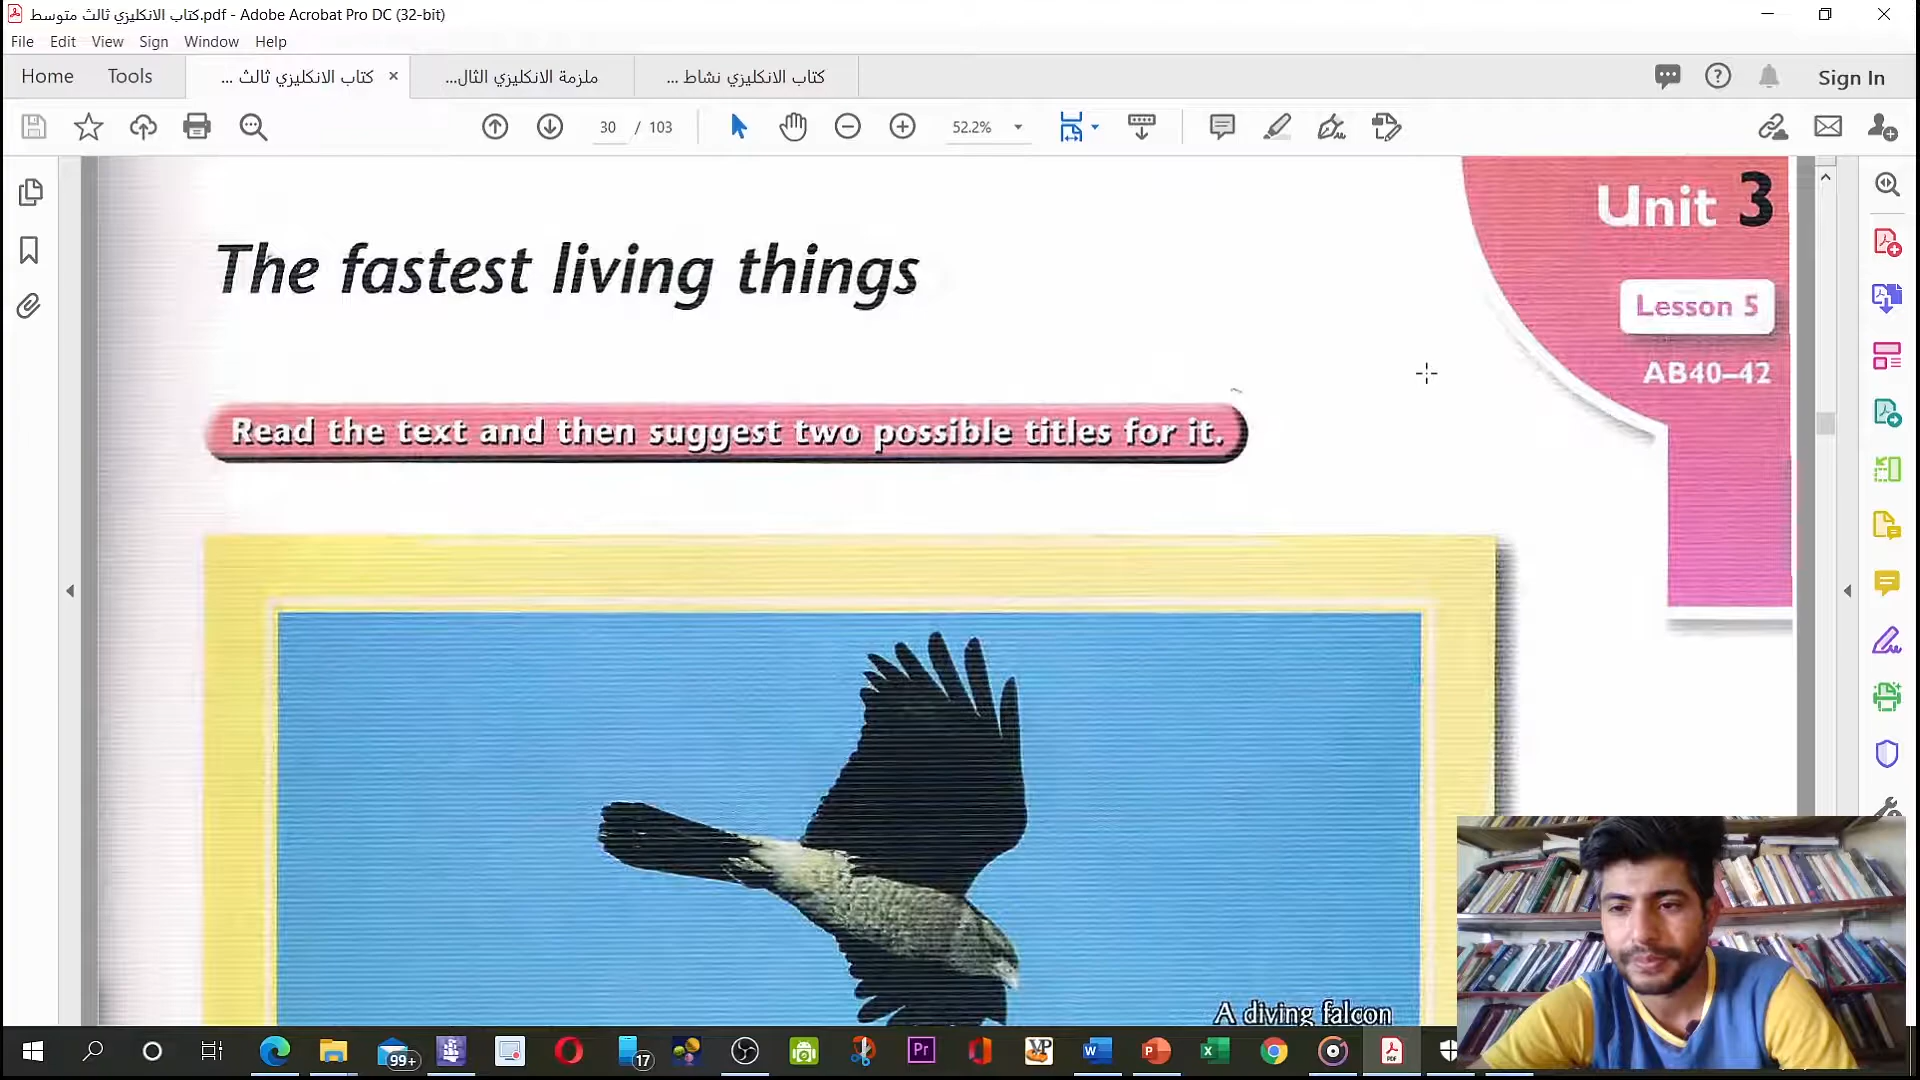 كتاب الانكليزي ثالث متوسط.pdf - Adobe Acrobat Pro DC (32-bit)
File Edit View Sign Window Help
Home Tools كتاب الانكليزي ثالث ... ملزمة الانكليزي الثال... كتاب الانكليزي نشاط ... Sign In
30 / 103 52.2%
Unit 3
The fastest living things
Lesson 5
AB40–42
Read the text and then suggest two possible titles for it.
A diving falcon
99+
17
Pr